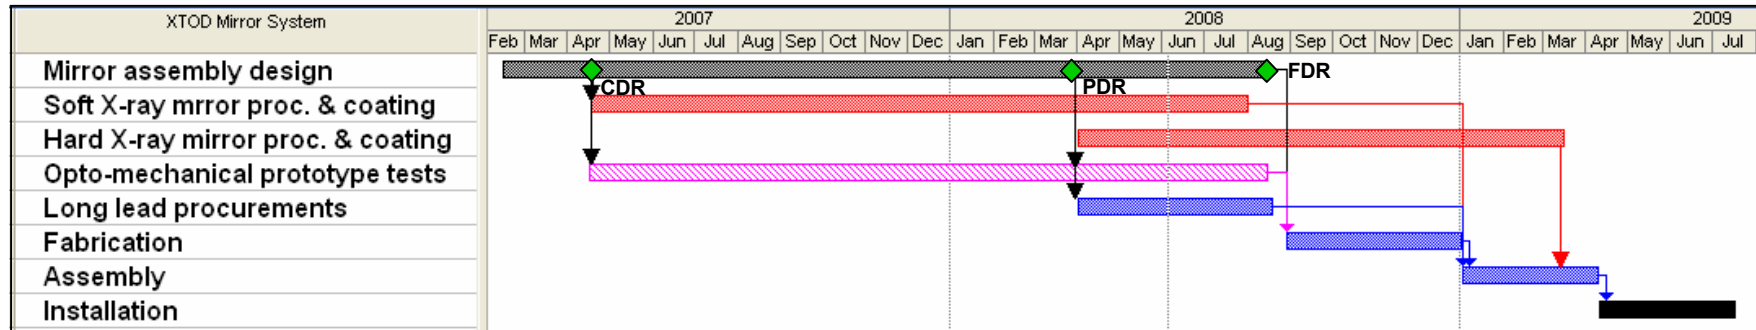 XTOD Mirror System
2007 2008 2009
Feb Mar Apr May Jun Jul Aug Sep Oct Nov Dec Jan Feb Mar Apr May Jun Jul Aug Sep Oct Nov Dec Jan Feb Mar Apr May Jun Jul
Mirror assembly design
FDR
CDR PDR
Soft X-ray mrror proc. & coating
Hard X-ray mirror proc. & coating
Opto-mechanical prototype tests
Long lead procurements
Fabrication
Assembly
Installation